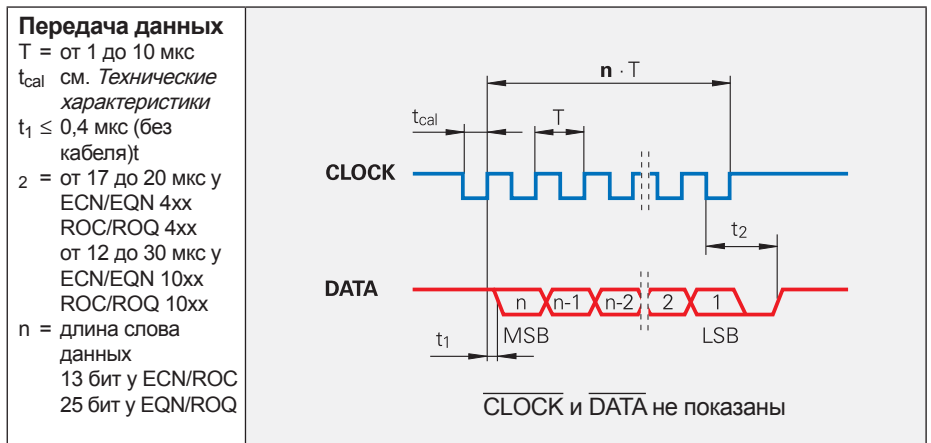 Передача данных
T = от 1 до 10 мкс
tcal см. Технические
характеристики
t1 ≤ 0,4 мкс (без
кабеля)t
2 = от 17 до 20 мкс у
ECN/EQN 4xx
ROC/ROQ 4xx
от 12 до 30 мкс у
ECN/EQN 10xx
ROC/ROQ 10xx
n = длина слова
данных
13 бит у ECN/ROC
25 бит у EQN/ROQ
n · T
tcal T
CLOCK
t2
DATA
n n-1 n-2 2 1
t1 MSB LSB
CLOCK и DATA не показаны